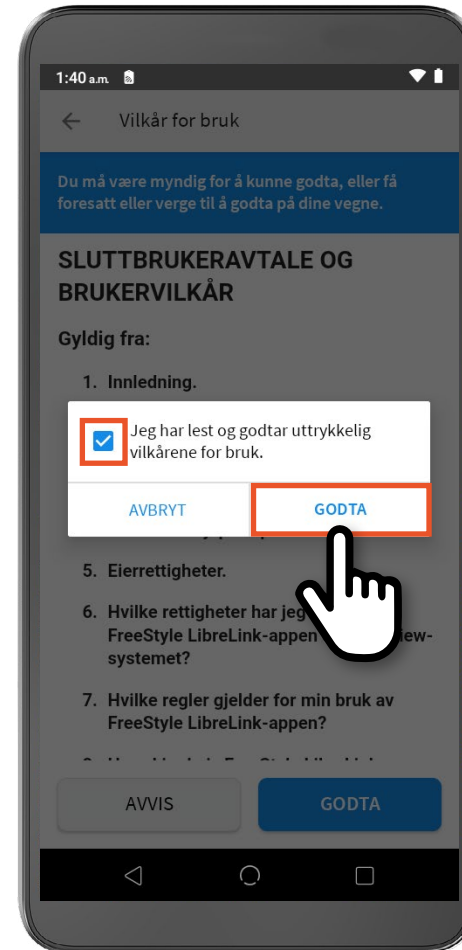 1:40 a.m.
Vilkår for bruk
Du må være myndig for å kunne godta, eller få
foresatt eller verge til å godta på dine vegne.
SLUTTBRUKERAVTALE OG
BRUKERVILKÅR
Gyldig fra:
1. Innledning.
Jeg har lest og godtar uttrykkelig
vilkårene for bruk.
AVBRYT
GODTA
5. Eierrettigheter.
6. Hvilke rettigheter har jeg
FreeStyle LibreLink-appen
systemet?
7. Hvilke regler gjelder for min bruk av
FreeStyle LibreLink-appen?
AVVIS
GODTA